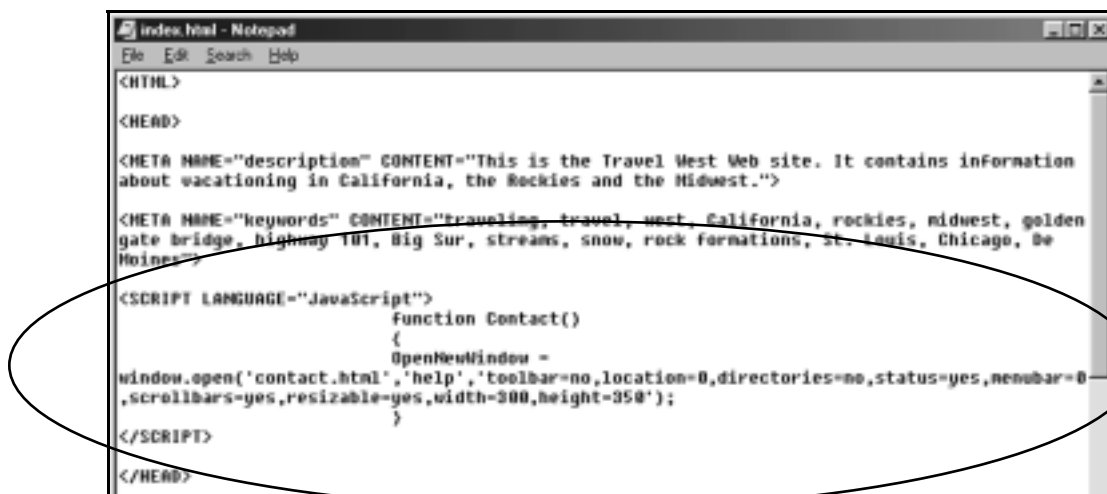 index.html - Notepad
File Edit Search Help
<HTML>
<HEAD>
<META NAME="description" CONTENT="This is the Travel West Web site. It contains information
about vacationing in California, the Rockies and the Midwest.">
<META NAME="keywords" CONTENT="traveling, travel, west, California, rockies, midwest, golden
gate bridge, highway 101, Big Sur, streams, snow, rock formations, St. Louis, Chicago, De
Moines">
<SCRIPT LANGUAGE="JavaScript">
function Contact()
{
OpenNewWindow =
window.open('contact.html','help','toolbar=no,location=0,directories=no,status=yes,menubar=0
,scrollbars=yes,resizable=yes,width=300,height=350');
}
</SCRIPT>
</HEAD>